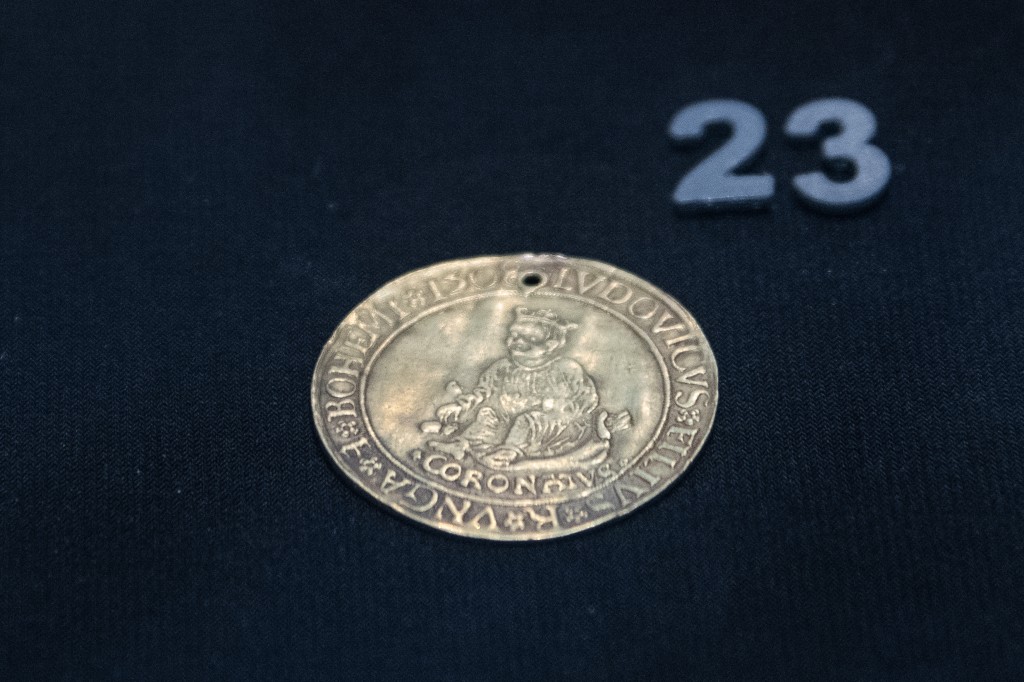 23
LVDOVICVS FILIVS R VNGA Z BOHEMI 150
CORONATVS